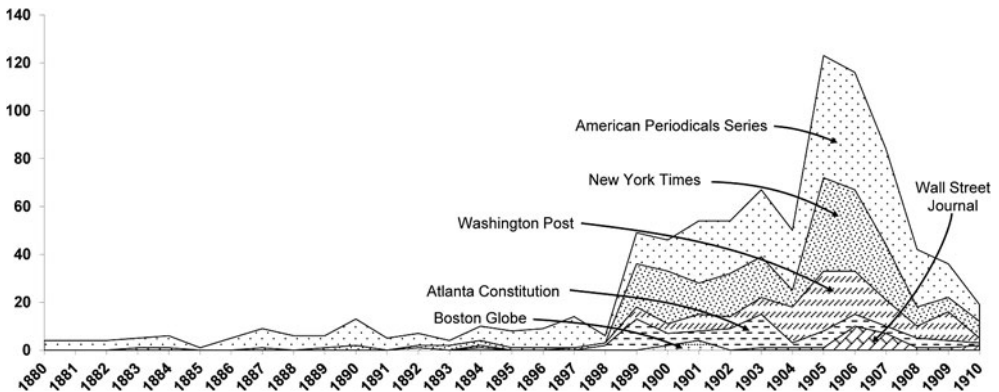 140
120
American Periodicals Series
100
80
New York Times
Wall Street
Journal
60
Washington Post
40
Atlanta Constitution
20
Boston Globe
0
1880 1881 1882 1883 1884 1885 1886 1887 1888 1889 1890 1891 1892 1893 1894 1895 1896 1897 1898 1899 1900 1901 1902 1903 1904 1905 1906 1907 1908 1909 1910